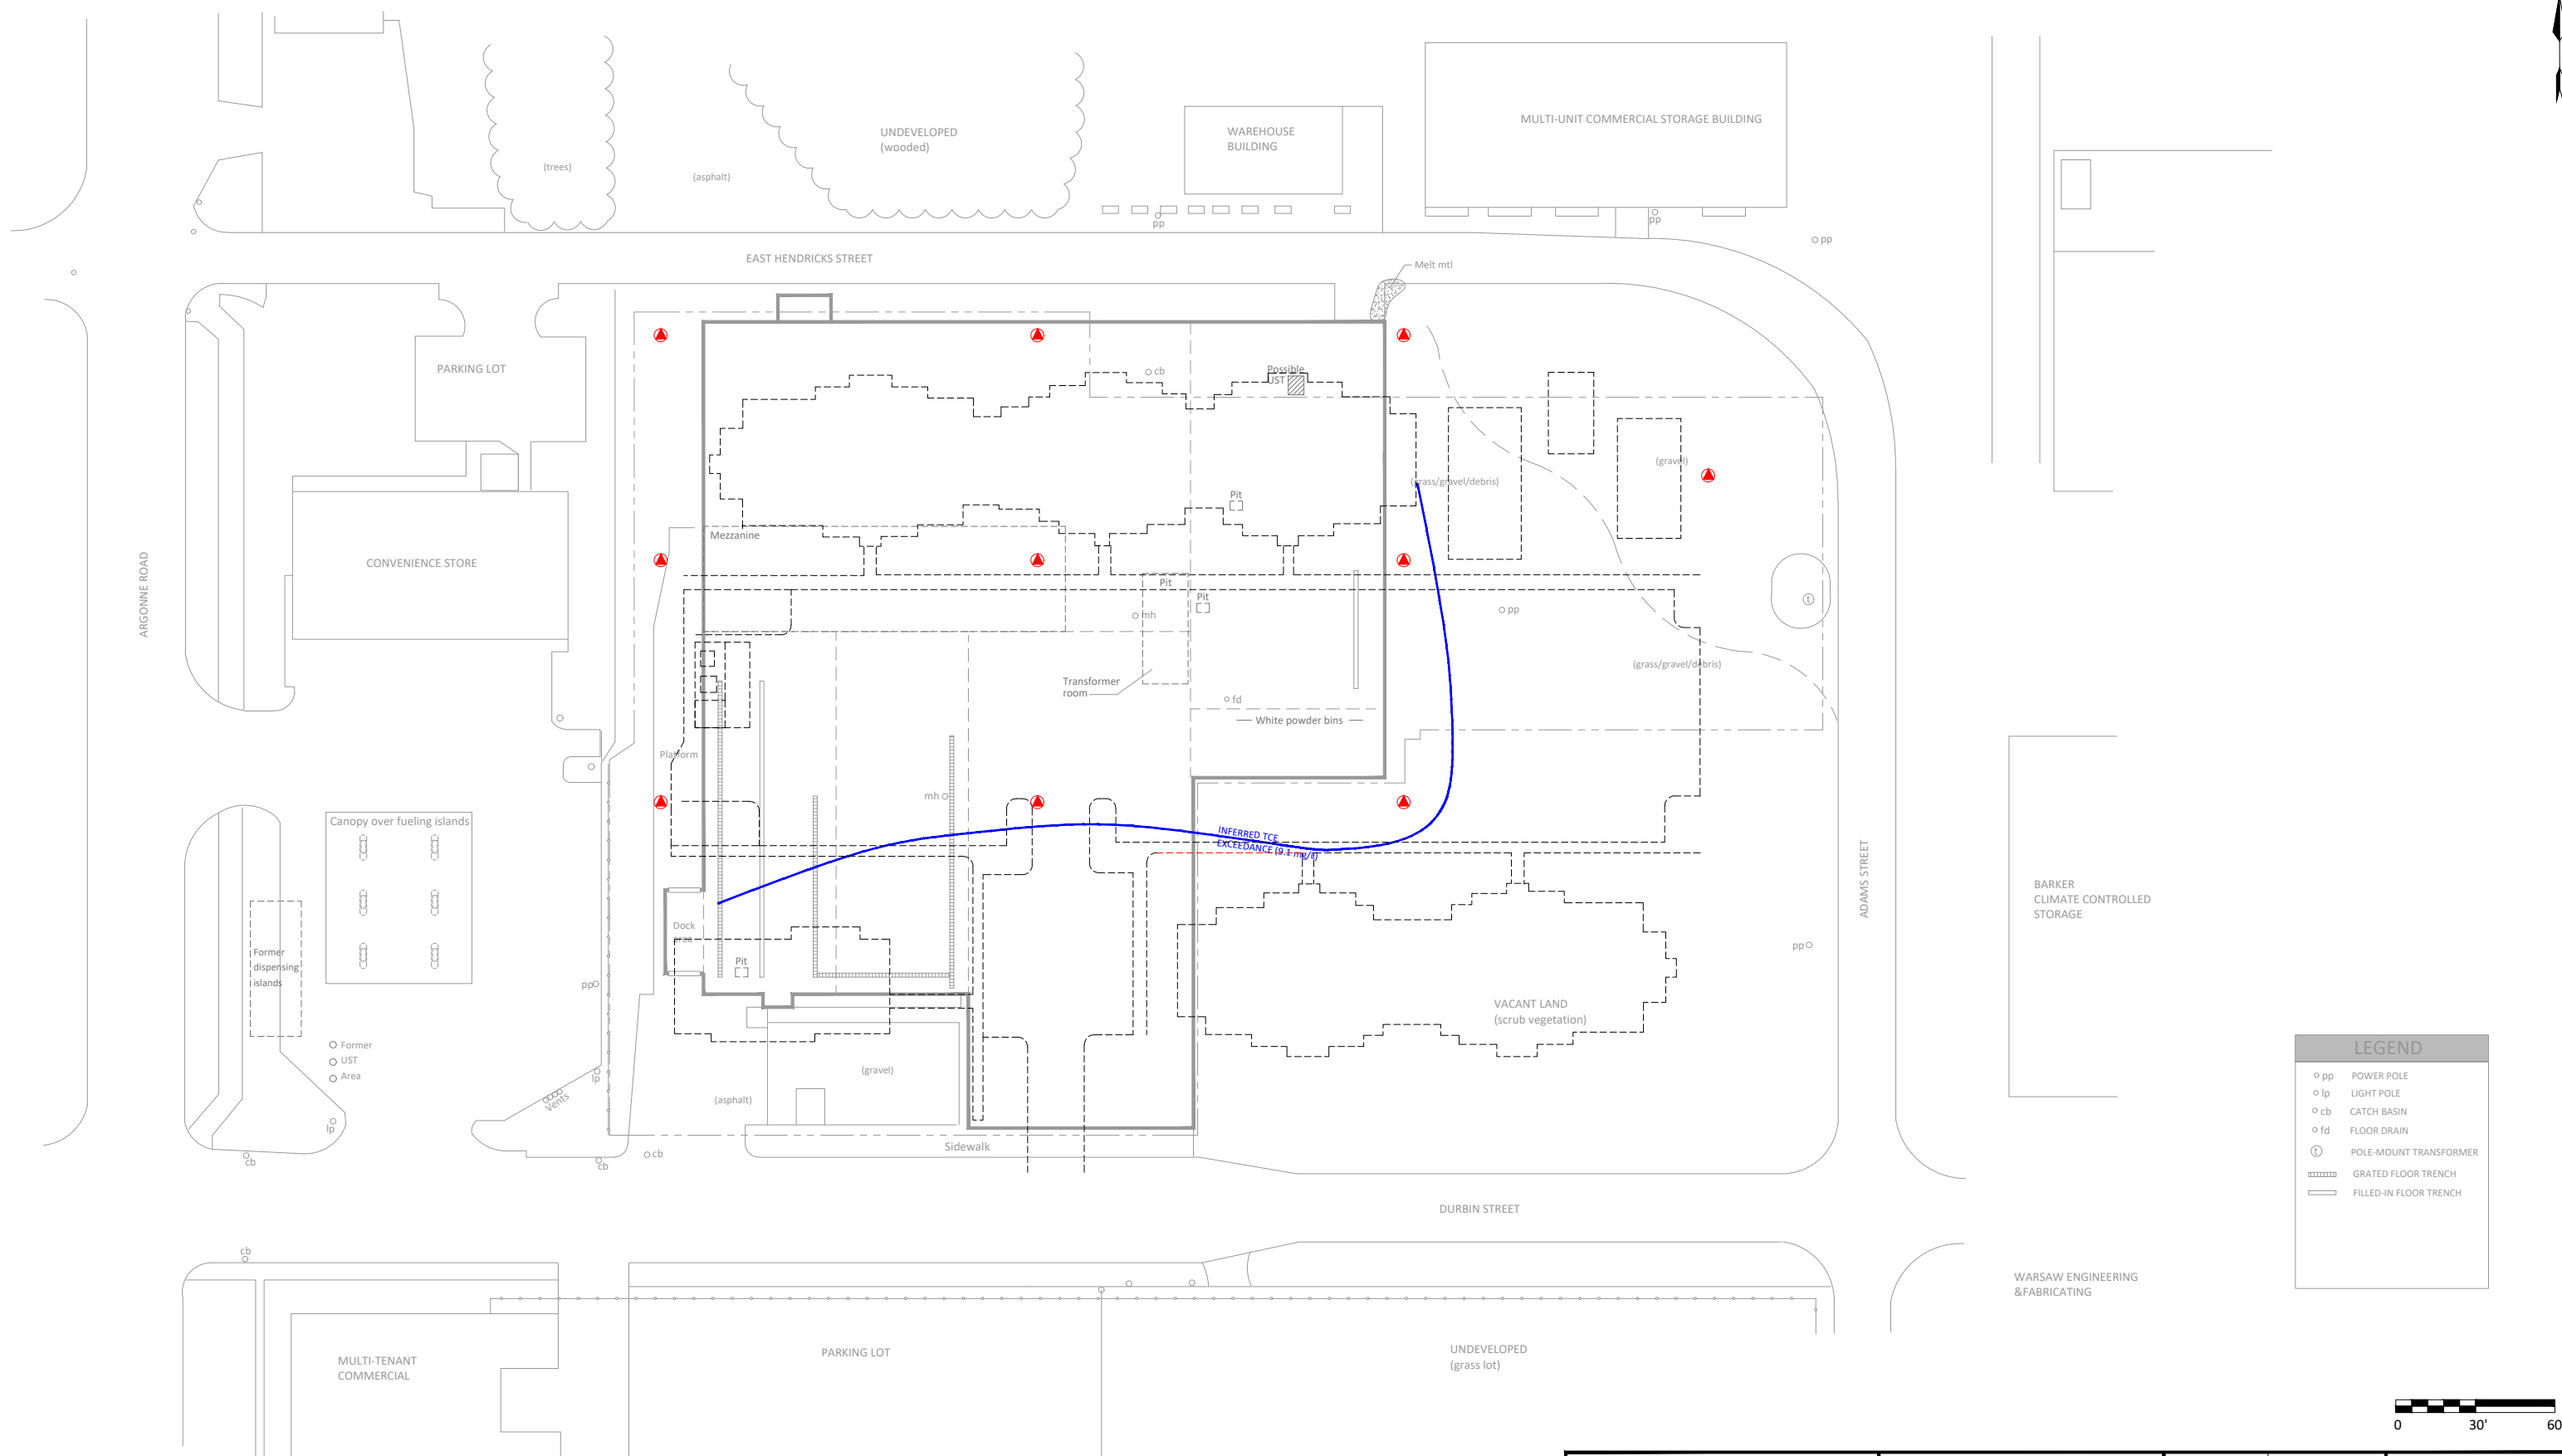 MULTI-UNIT COMMERCIAL STORAGE BUILDING
UNDEVELOPED
(wooded)
WAREHOUSE
BUILDING
(trees)
(asphalt)
pp
pp
pp
EAST HENDRICKS STREET
Melt mtl
PARKING LOT
cb
Possible
UST
(gravel)
(grass/gravel/debris)
Pit
Mezzanine
CONVENIENCE STORE
ARGONNE ROAD
Pit
Pit
mh
pp
t
(grass/gravel/debris)
Transformer
room
fd
White powder bins
Platform
mh
Canopy over fueling islands
INFERRED TCE
EXCEEDANCE (9.1 mg/ℓ)
ADAMS STREET
BARKER
CLIMATE CONTROLLED
STORAGE
Dock
area
Former
dispensing
islands
Pit
pp
pp
VACANT LAND
(scrub vegetation)
Former
UST
Area
lp
Vents
(gravel)
(asphalt)
lp
Sidewalk
cb
cb
cb
LEGEND
pp POWER POLE
lp LIGHT POLE
cb CATCH BASIN
fd FLOOR DRAIN
t POLE-MOUNT TRANSFORMER
GRATED FLOOR TRENCH
FILLED-IN FLOOR TRENCH
DURBIN STREET
cb
WARSAW ENGINEERING
&FABRICATING
MULTI-TENANT
COMMERCIAL
PARKING LOT
UNDEVELOPED
(grass lot)
0 30' 60